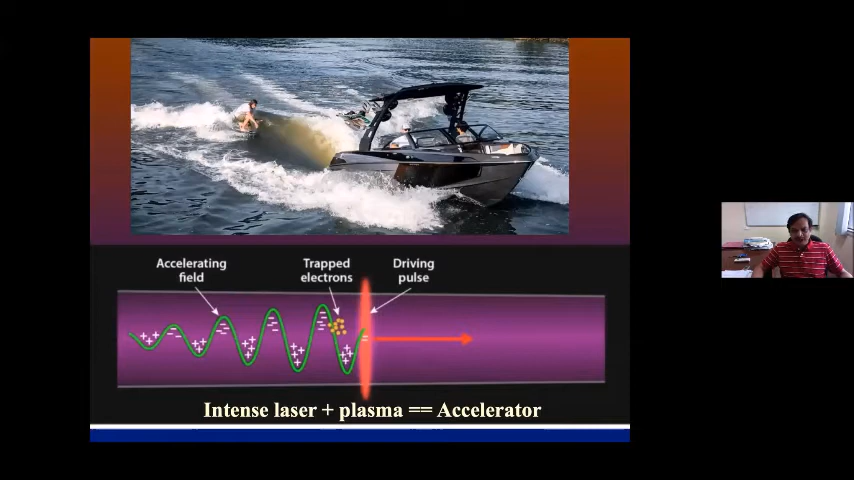 Accelerating
field
Trapped
electrons
Driving
pulse
Intense laser + plasma == Accelerator